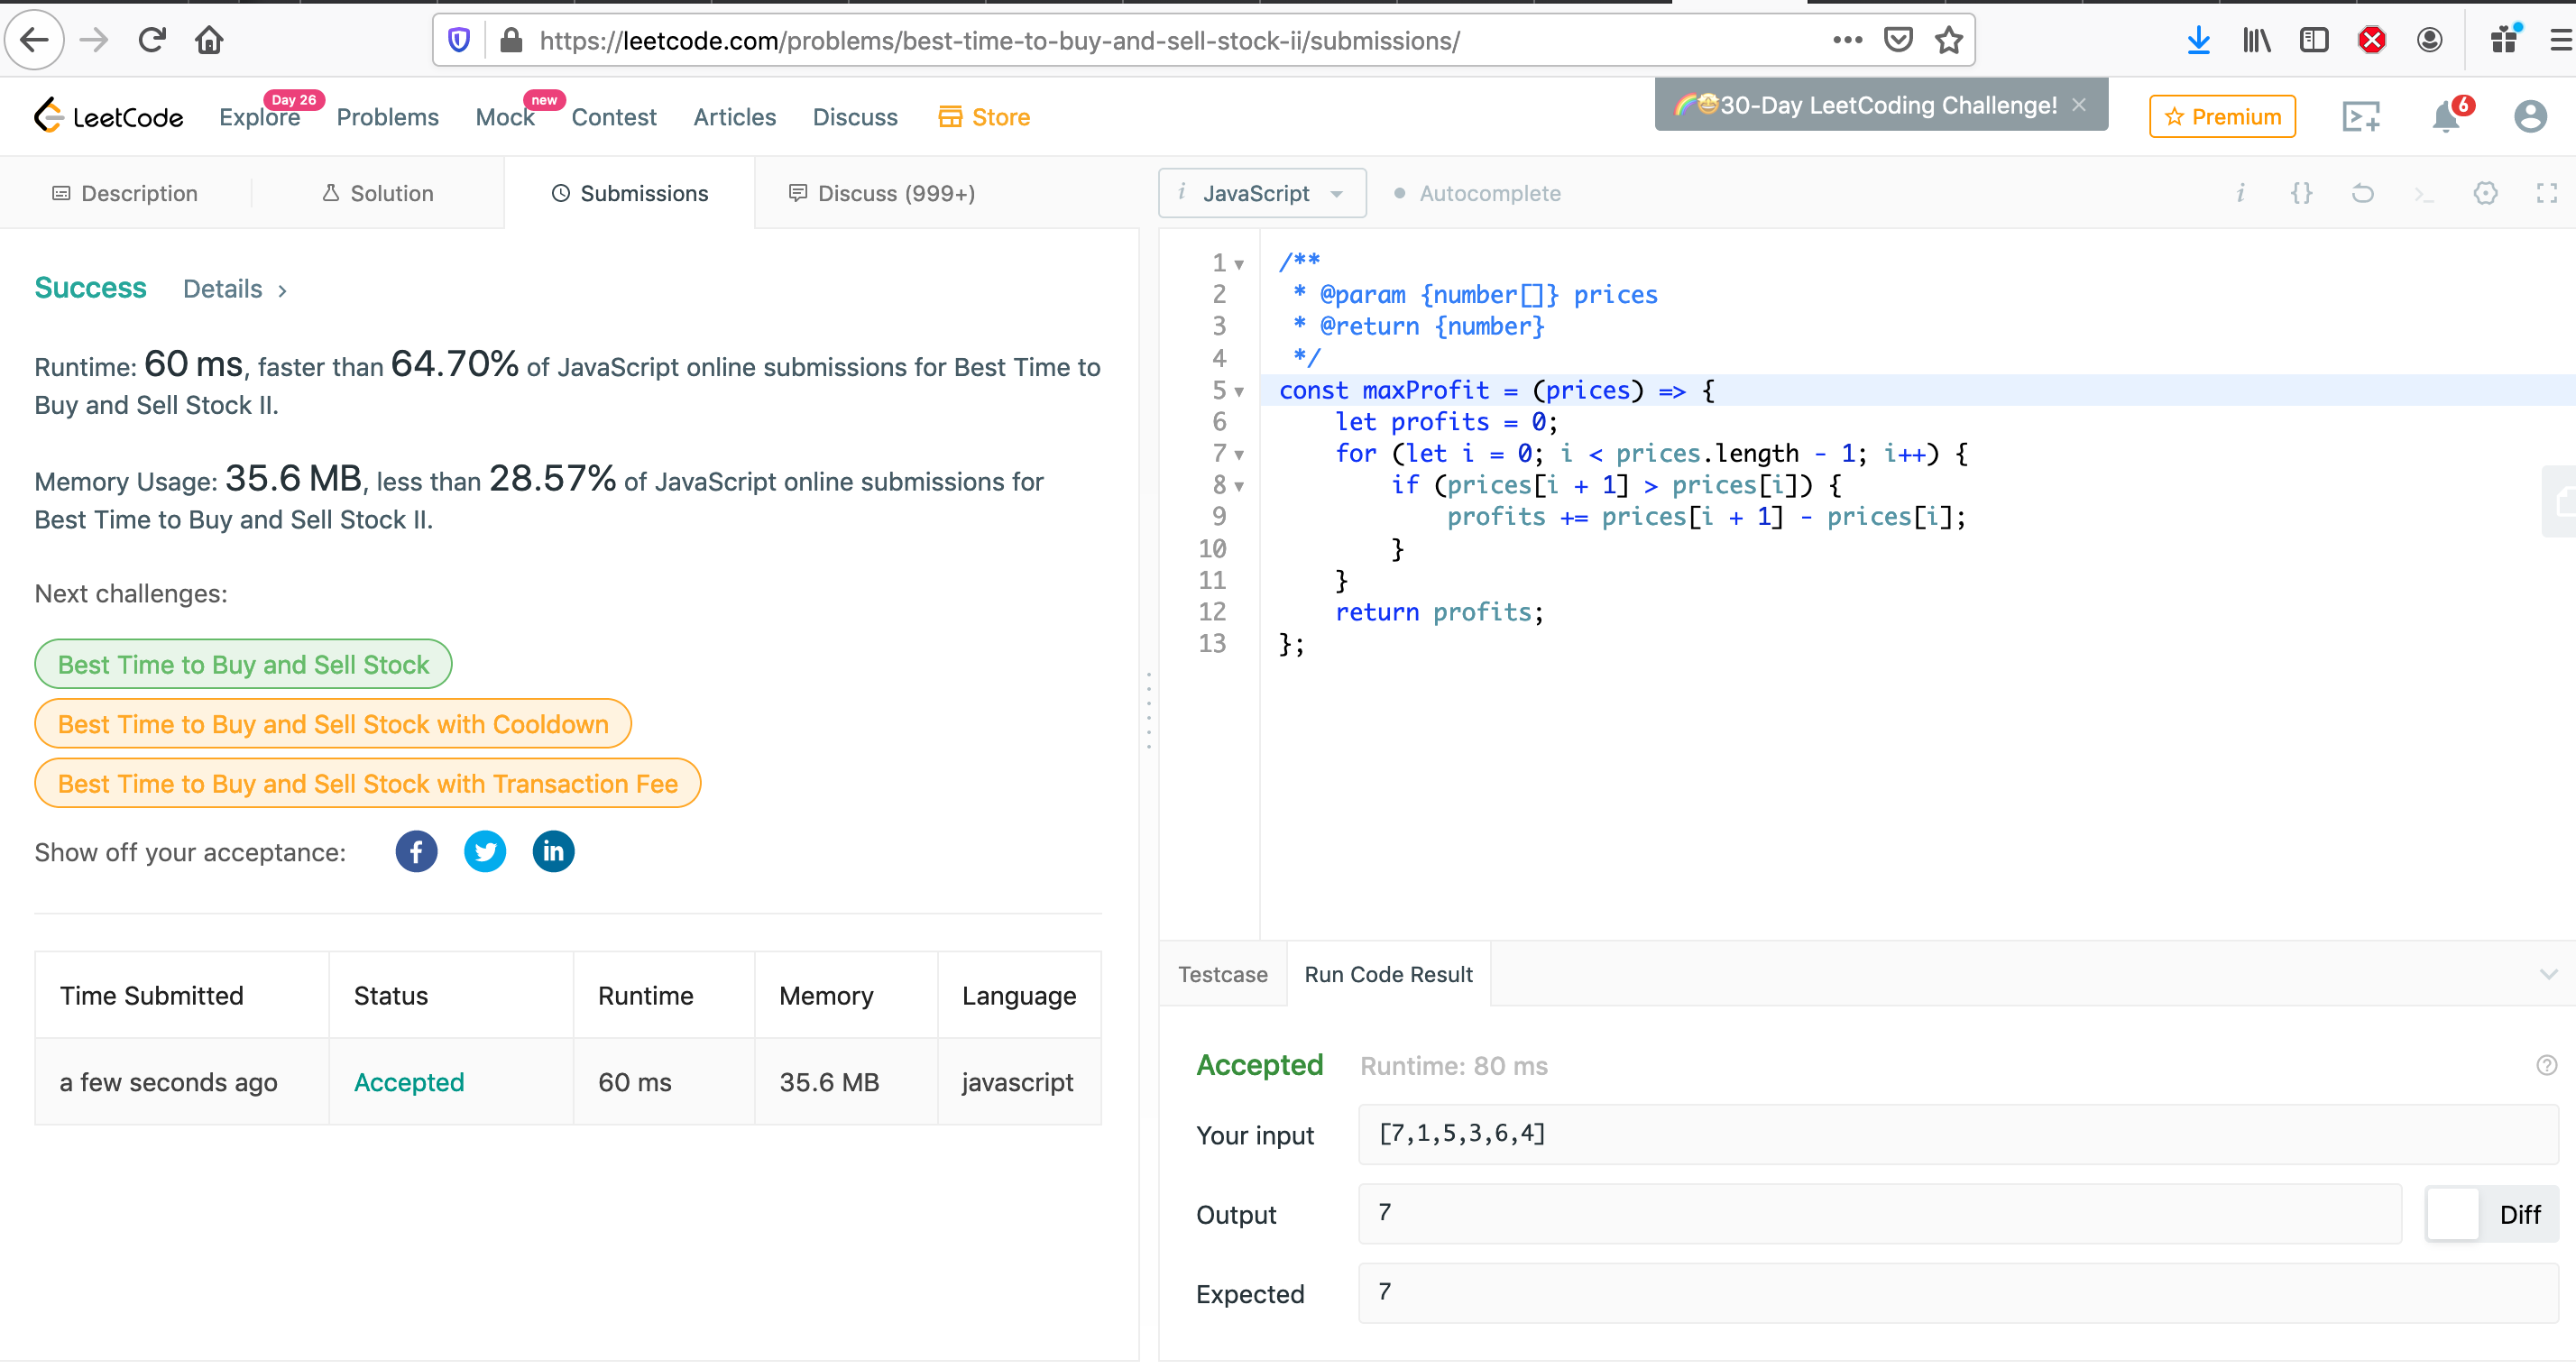 https://leetcode.com/problems/best-time-to-buy-and-sell-stock-ii/submissions/
LeetCode
Explore
Day 26
Problems
Mock
new
Contest
Articles
Discuss
Store
🌈🤩30-Day LeetCoding Challenge! ×
Premium
6
Description
Solution
Submissions
Discuss (999+)
i JavaScript
Autocomplete
i {} >_
Success Details >
Runtime: 60 ms, faster than 64.70% of JavaScript online submissions for Best Time to
Buy and Sell Stock II.
Memory Usage: 35.6 MB, less than 28.57% of JavaScript online submissions for
Best Time to Buy and Sell Stock II.
Next challenges:
Best Time to Buy and Sell Stock
Best Time to Buy and Sell Stock with Cooldown
Best Time to Buy and Sell Stock with Transaction Fee
Show off your acceptance: f in
Time Submitted Status Runtime Memory Language
a few seconds ago Accepted 60 ms 35.6 MB javascript
1 /**
2  * @param {number[]} prices
3  * @return {number}
4  */
5 const maxProfit = (prices) => {
6     let profits = 0;
7     for (let i = 0; i < prices.length - 1; i++) {
8         if (prices[i + 1] > prices[i]) {
9             profits += prices[i + 1] - prices[i];
10         }
11     }
12     return profits;
13 };
Testcase Run Code Result
Accepted Runtime: 80 ms ?
Your input [7,1,5,3,6,4]
Output 7 Diff
Expected 7